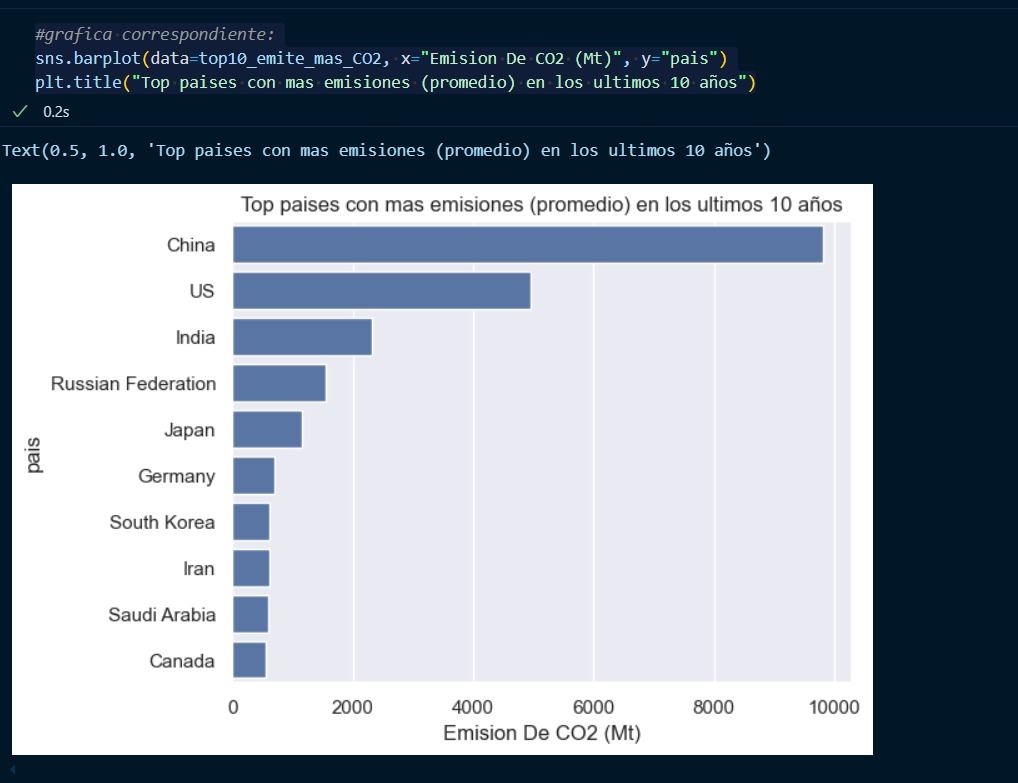 #grafica correspondiente:
sns.barplot(data=top10_emite_mas_CO2, x="Emision De CO2 (Mt)", y="pais")
plt.title("Top paises con mas emisiones (promedio) en los ultimos 10 años")
0.2s
Text(0.5, 1.0, 'Top paises con mas emisiones (promedio) en los ultimos 10 años')
Top paises con mas emisiones (promedio) en los ultimos 10 años
China
US
India
Russian Federation
Japan
Germany
South Korea
Iran
Saudi Arabia
Canada
pais
0 2000 4000 6000 8000 10000
Emision De CO2 (Mt)